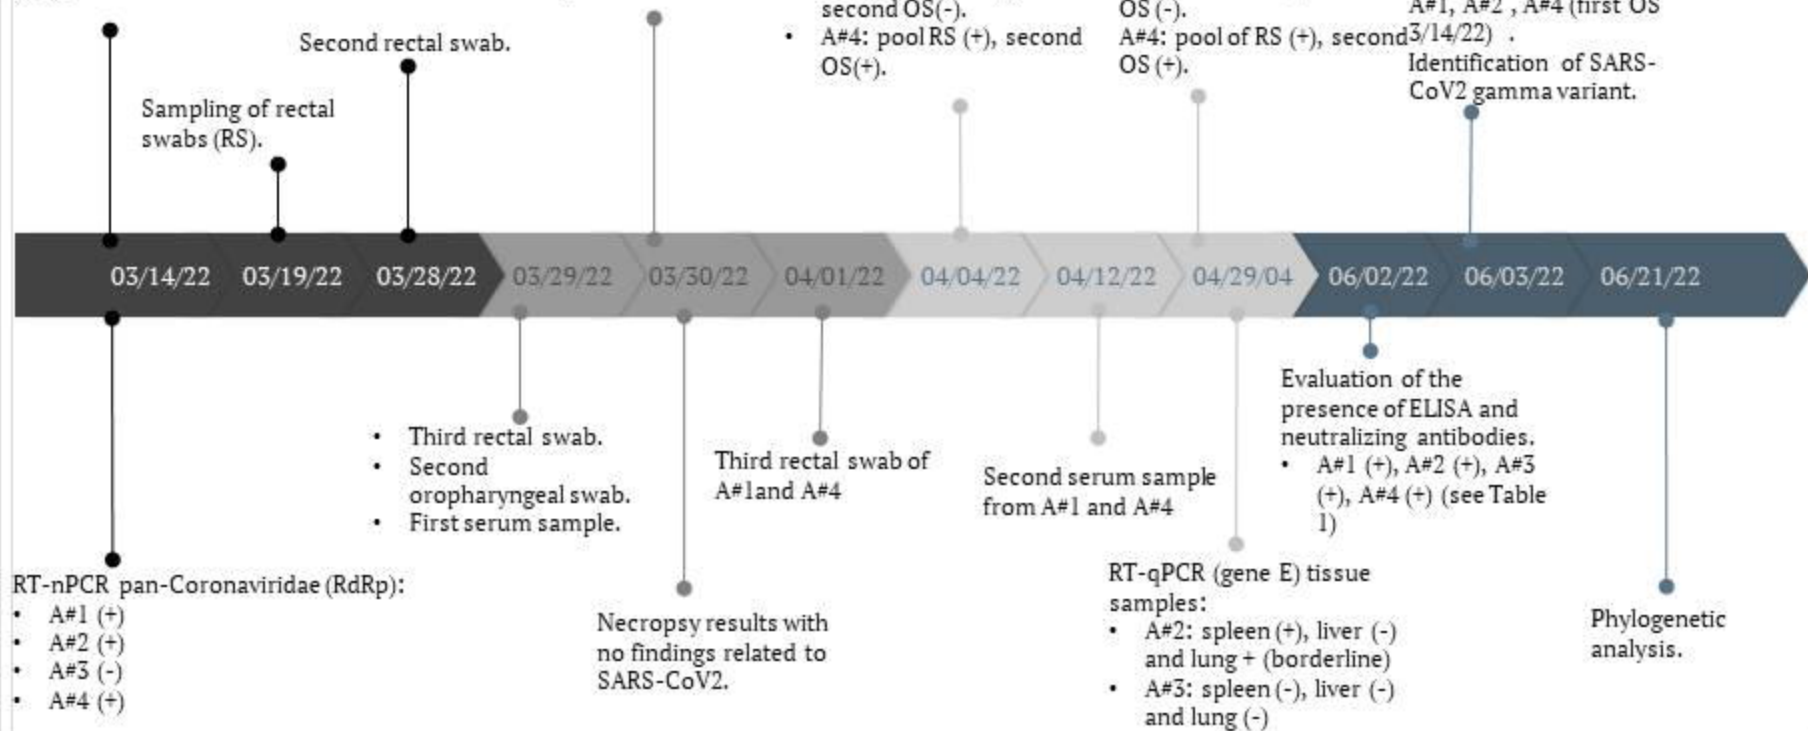 second OS(-).
• A#4: pool RS (+), second
OS(+).
OS (-).
A#4: pool of RS (+), second
OS (+).
A#1, A#2 , A#4 (first OS
3/14/22) .
Identification of SARS-
CoV2 gamma variant.
Second rectal swab.
Sampling of rectal
swabs (RS).
03/14/22
03/19/22
03/28/22
03/29/22
03/30/22
04/01/22
04/04/22
04/12/22
04/29/04
06/02/22
06/03/22
06/21/22
RT-nPCR pan-Coronaviridae (RdRp):
• A#1 (+)
• A#2 (+)
• A#3 (-)
• A#4 (+)
• Third rectal swab.
• Second
oropharyngeal swab.
• First serum sample.
Necropsy results with
no findings related to
SARS-CoV2.
Third rectal swab of
A#1and A#4
Second serum sample
from A#1 and A#4
RT-qPCR (gene E) tissue
samples:
• A#2: spleen (+), liver (-)
and lung + (borderline)
• A#3: spleen (-), liver (-)
and lung (-)
Evaluation of the
presence of ELISA and
neutralizing antibodies.
• A#1 (+), A#2 (+), A#3
(+), A#4 (+) (see Table
1)
Phylogenetic
analysis.